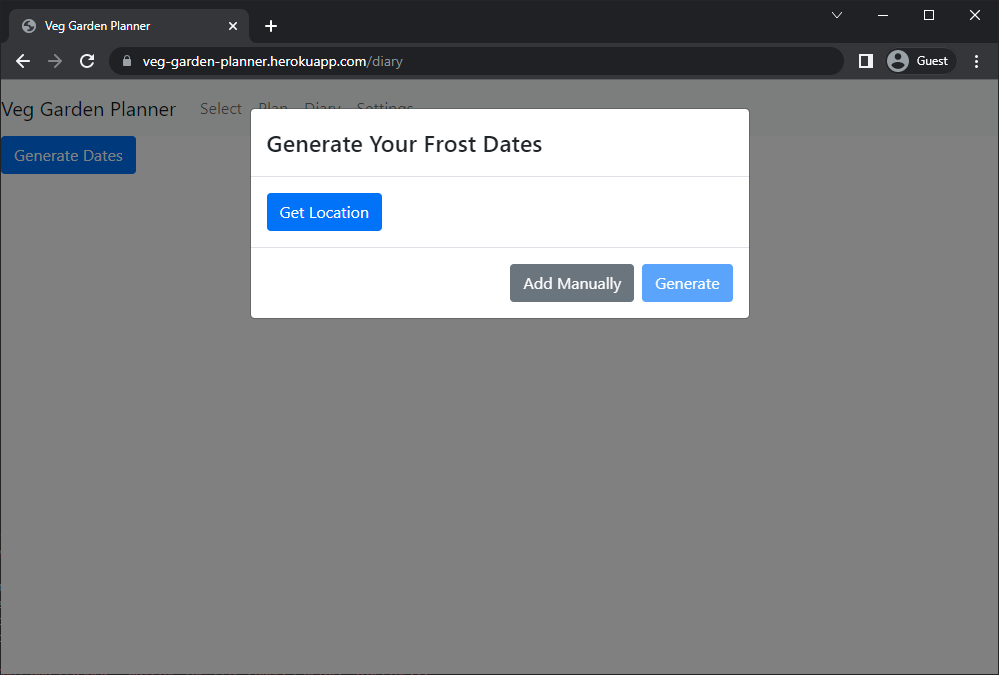 Veg Garden Planner
veg-garden-planner.herokuapp.com/diary
Guest
Veg Garden Planner Select Plan Diary Settings
Generate Dates
Generate Your Frost Dates
Get Location
Add Manually Generate